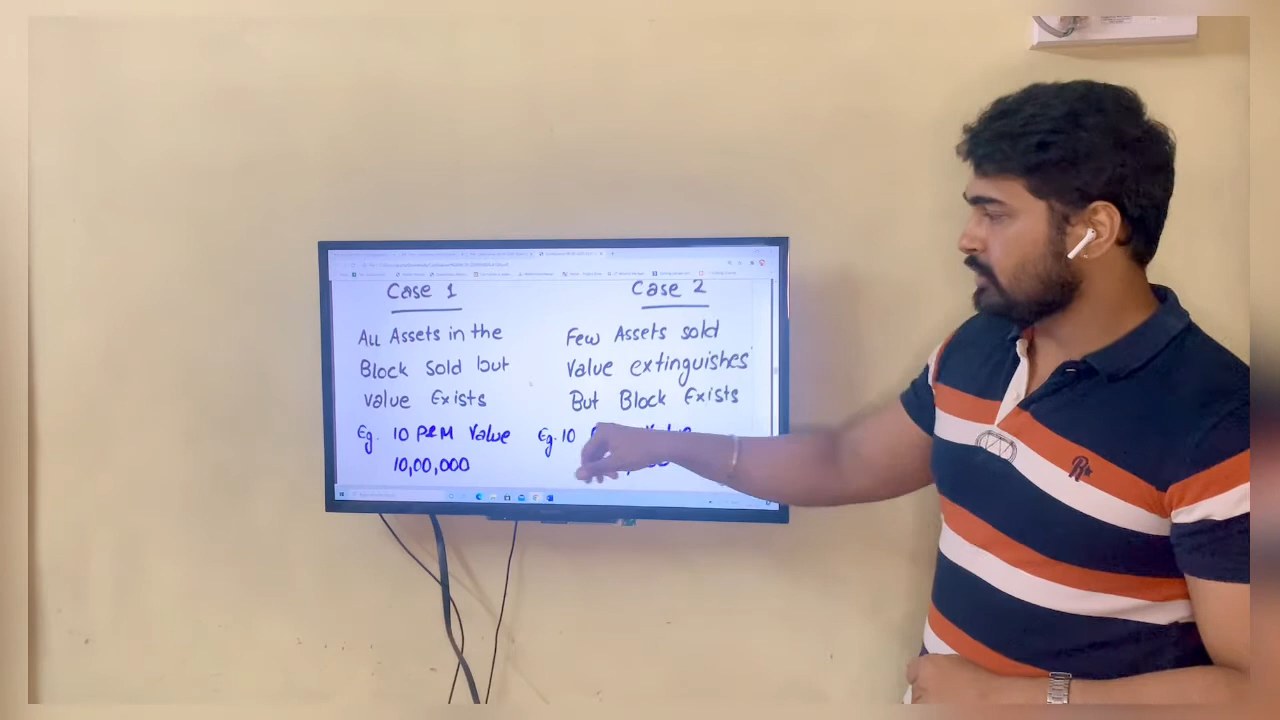 Case 1
All Assets in the
Block Sold but
value Exists
Eg. 10 P&M Value
10,00,000
Case 2
Few Assets sold
Value extinguishes
But Block Exists
Eg. 10
R